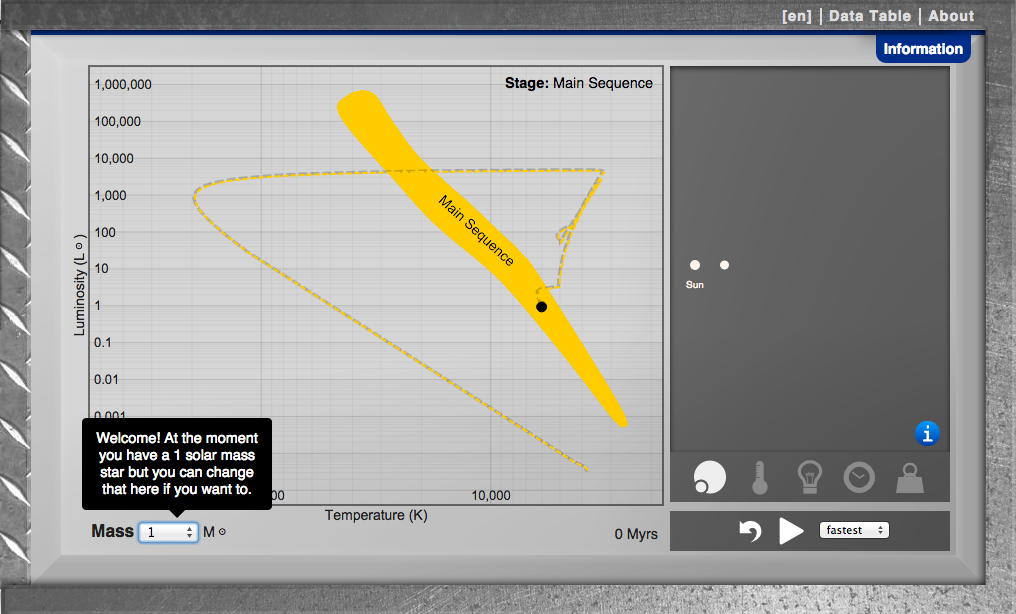 [en] | Data Table | About
Information
Stage: Main Sequence
1,000,000
100,000
10,000
1,000
100
10
1
0.1
0.01
0.001
Luminosity (L⊙)
Main Sequence
Sun
i
Welcome! At the moment
you have a 1 solar mass
star but you can change
that here if you want to.
10,000
Temperature (K)
Mass 1 M⊙
0 Myrs
fastest